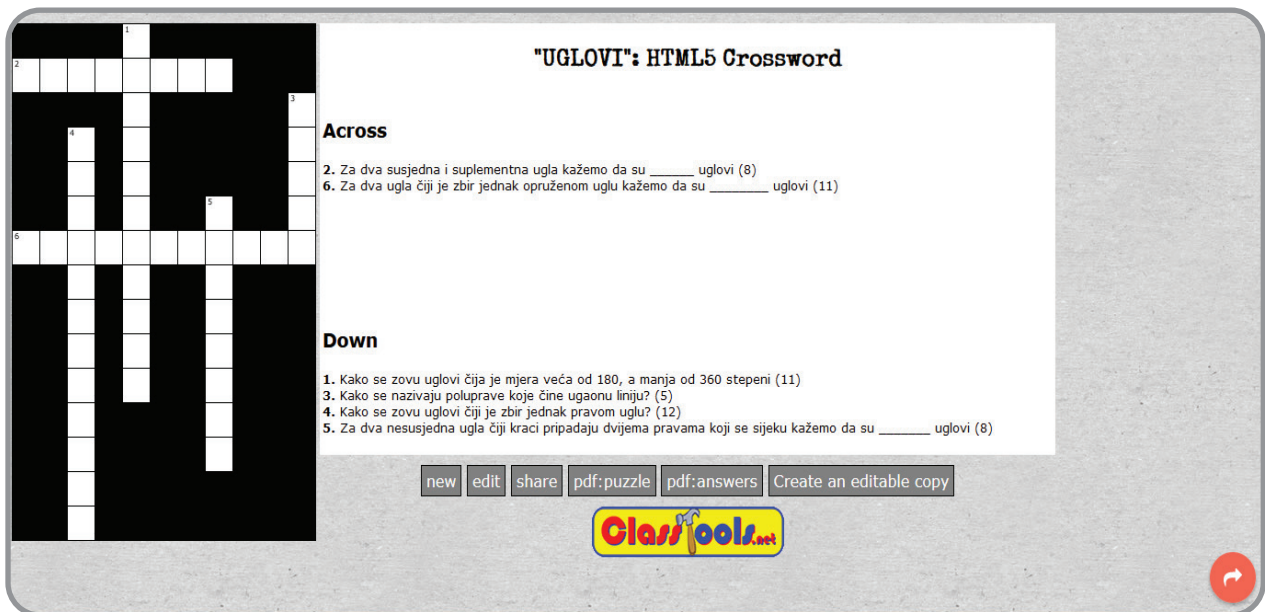 1
2
3
4
5
6
"UGLOVI": HTML5 Crossword
Across
2. Za dva susjedna i suplementna ugla kažemo da su ______ uglovi (8)
6. Za dva ugla čiji je zbir jednak opruženom uglu kažemo da su ________ uglovi (11)
Down
1. Kako se zovu uglovi čija je mjera veća od 180, a manja od 360 stepeni (11)
3. Kako se nazivaju poluprave koje čine ugaonu liniju? (5)
4. Kako se zovu uglovi čiji je zbir jednak pravom uglu? (12)
5. Za dva nesusjedna ugla čiji kraci pripadaju dvijema pravama koji se sijeku kažemo da su _______ uglovi (8)
new edit share pdf:puzzle pdf:answers Create an editable copy
ClassTools.net